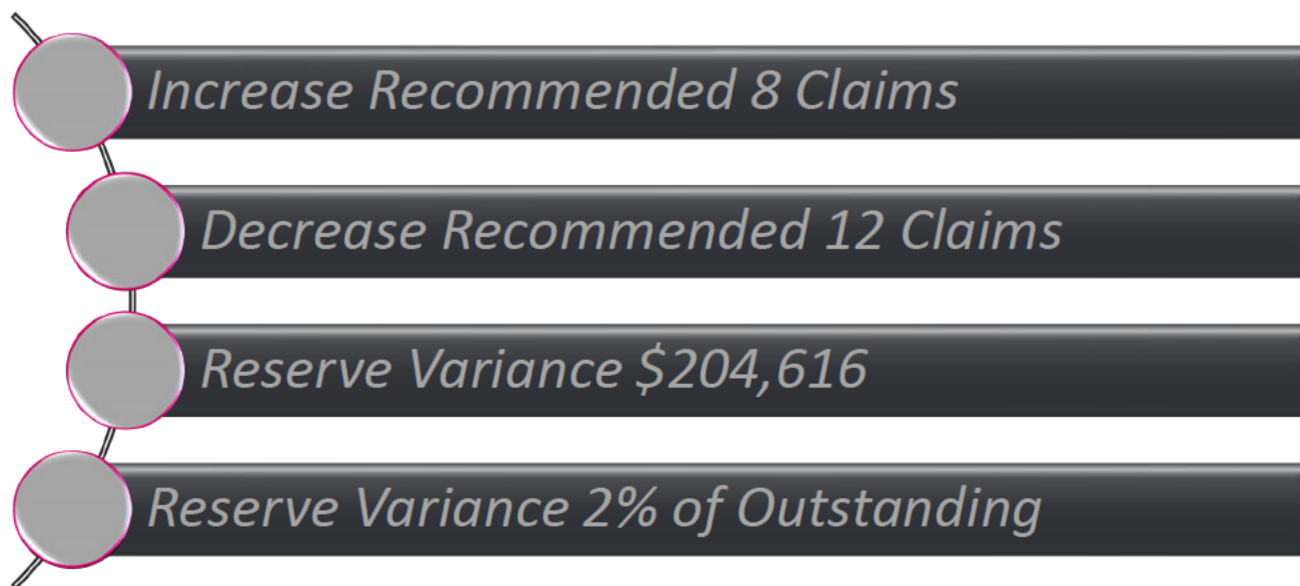 Increase Recommended 8 Claims
Decrease Recommended 12 Claims
Reserve Variance $204,616
Reserve Variance 2% of Outstanding